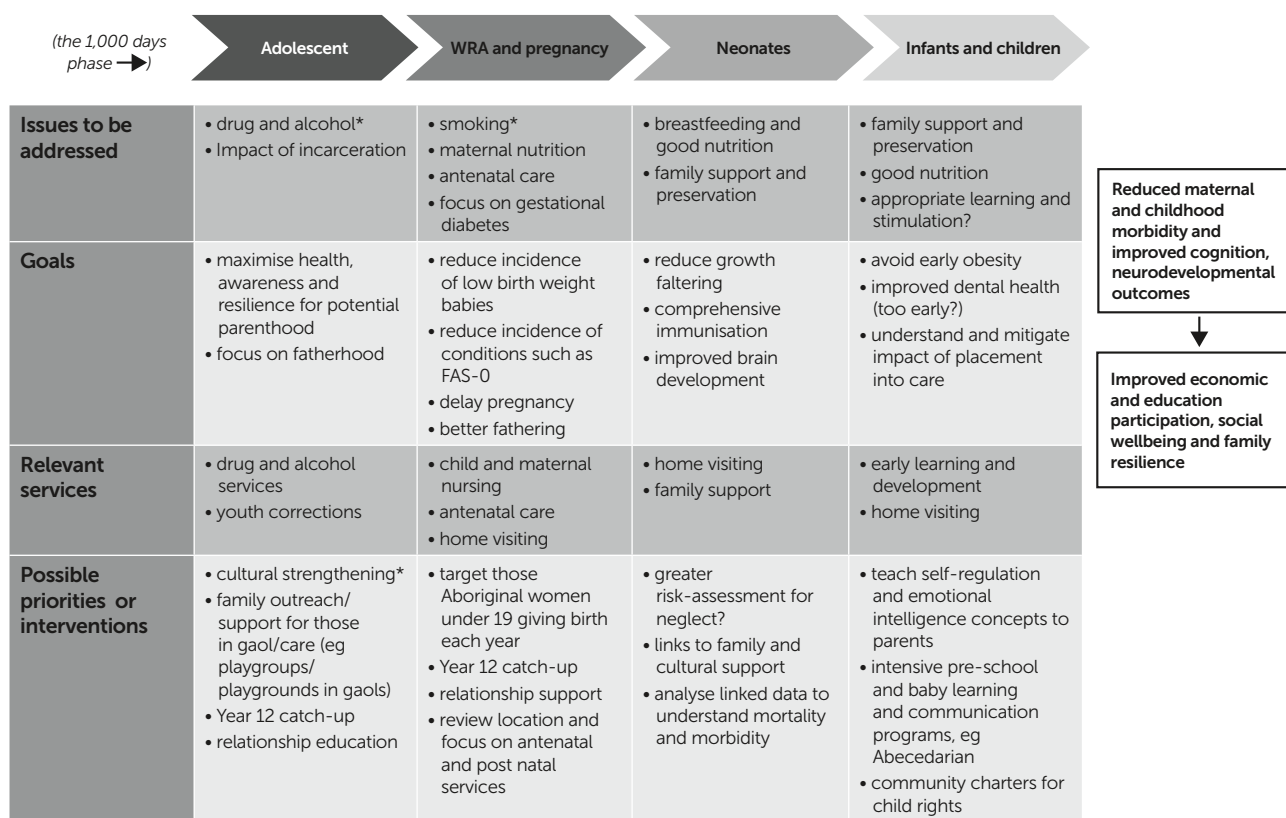 (the 1,000 days
phase →)
Adolescent
WRA and pregnancy
Neonates
Infants and children
Issues to be
addressed
• drug and alcohol*
• Impact of incarceration
• smoking*
• maternal nutrition
• antenatal care
• focus on gestational
diabetes
• breastfeeding and
good nutrition
• family support and
preservation
• family support and
preservation
• good nutrition
• appropriate learning and
stimulation?
Goals
• maximise health,
awareness and
resilience for potential
parenthood
• focus on fatherhood
• reduce incidence
of low birth weight
babies
• reduce incidence of
conditions such as
FAS-0
• delay pregnancy
• better fathering
• reduce growth
faltering
• comprehensive
immunisation
• improved brain
development
• avoid early obesity
• improved dental health
(too early?)
• understand and mitigate
impact of placement
into care
Relevant
services
• drug and alcohol
services
• youth corrections
• child and maternal
nursing
• antenatal care
• home visiting
• home visiting
• family support
• early learning and
development
• home visiting
Possible
priorities or
interventions
• cultural strengthening*
• family outreach/
support for those
in gaol/care (eg
playgroups/
playgrounds in gaols)
• Year 12 catch-up
• relationship education
• target those
Aboriginal women
under 19 giving birth
each year
• Year 12 catch-up
• relationship support
• review location and
focus on antenatal
and post natal
services
• greater
risk-assessment for
neglect?
• links to family and
cultural support
• analyse linked data to
understand mortality
and morbidity
• teach self-regulation
and emotional
intelligence concepts to
parents
• intensive pre-school
and baby learning
and communication
programs, eg
Abecedarian
• community charters for
child rights
Reduced maternal
and childhood
morbidity and
improved cognition,
neurodevelopmental
outcomes
Improved economic
and education
participation, social
wellbeing and family
resilience